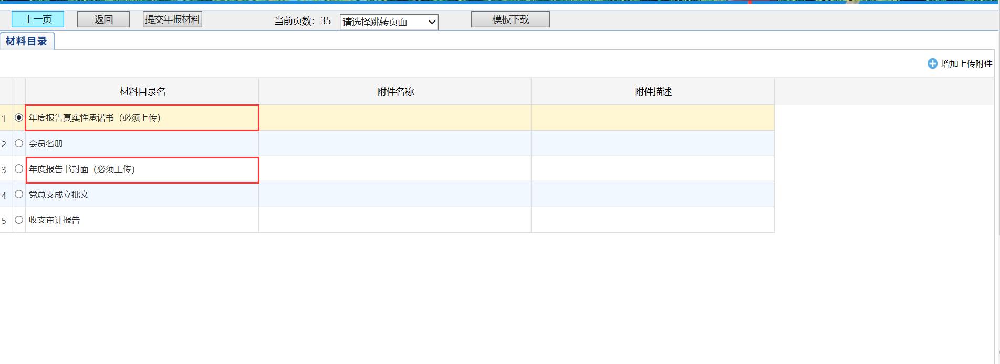 上一页 返回 提交年报材料 当前页数：35 请选择跳转页面 模板下载
材料目录
增加上传附件
材料目录名 附件名称 附件描述
1 年度报告真实性承诺书（必须上传）
2 会员名册
3 年度报告书封面（必须上传）
4 党总支成立批文
5 收支审计报告